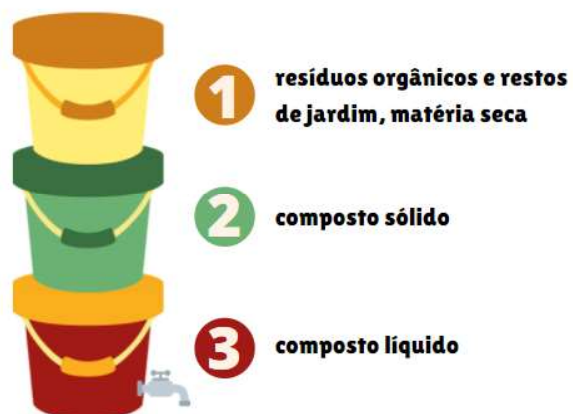 1
resíduos orgânicos e restos
de jardim, matéria seca
2
composto sólido
3
composto líquido